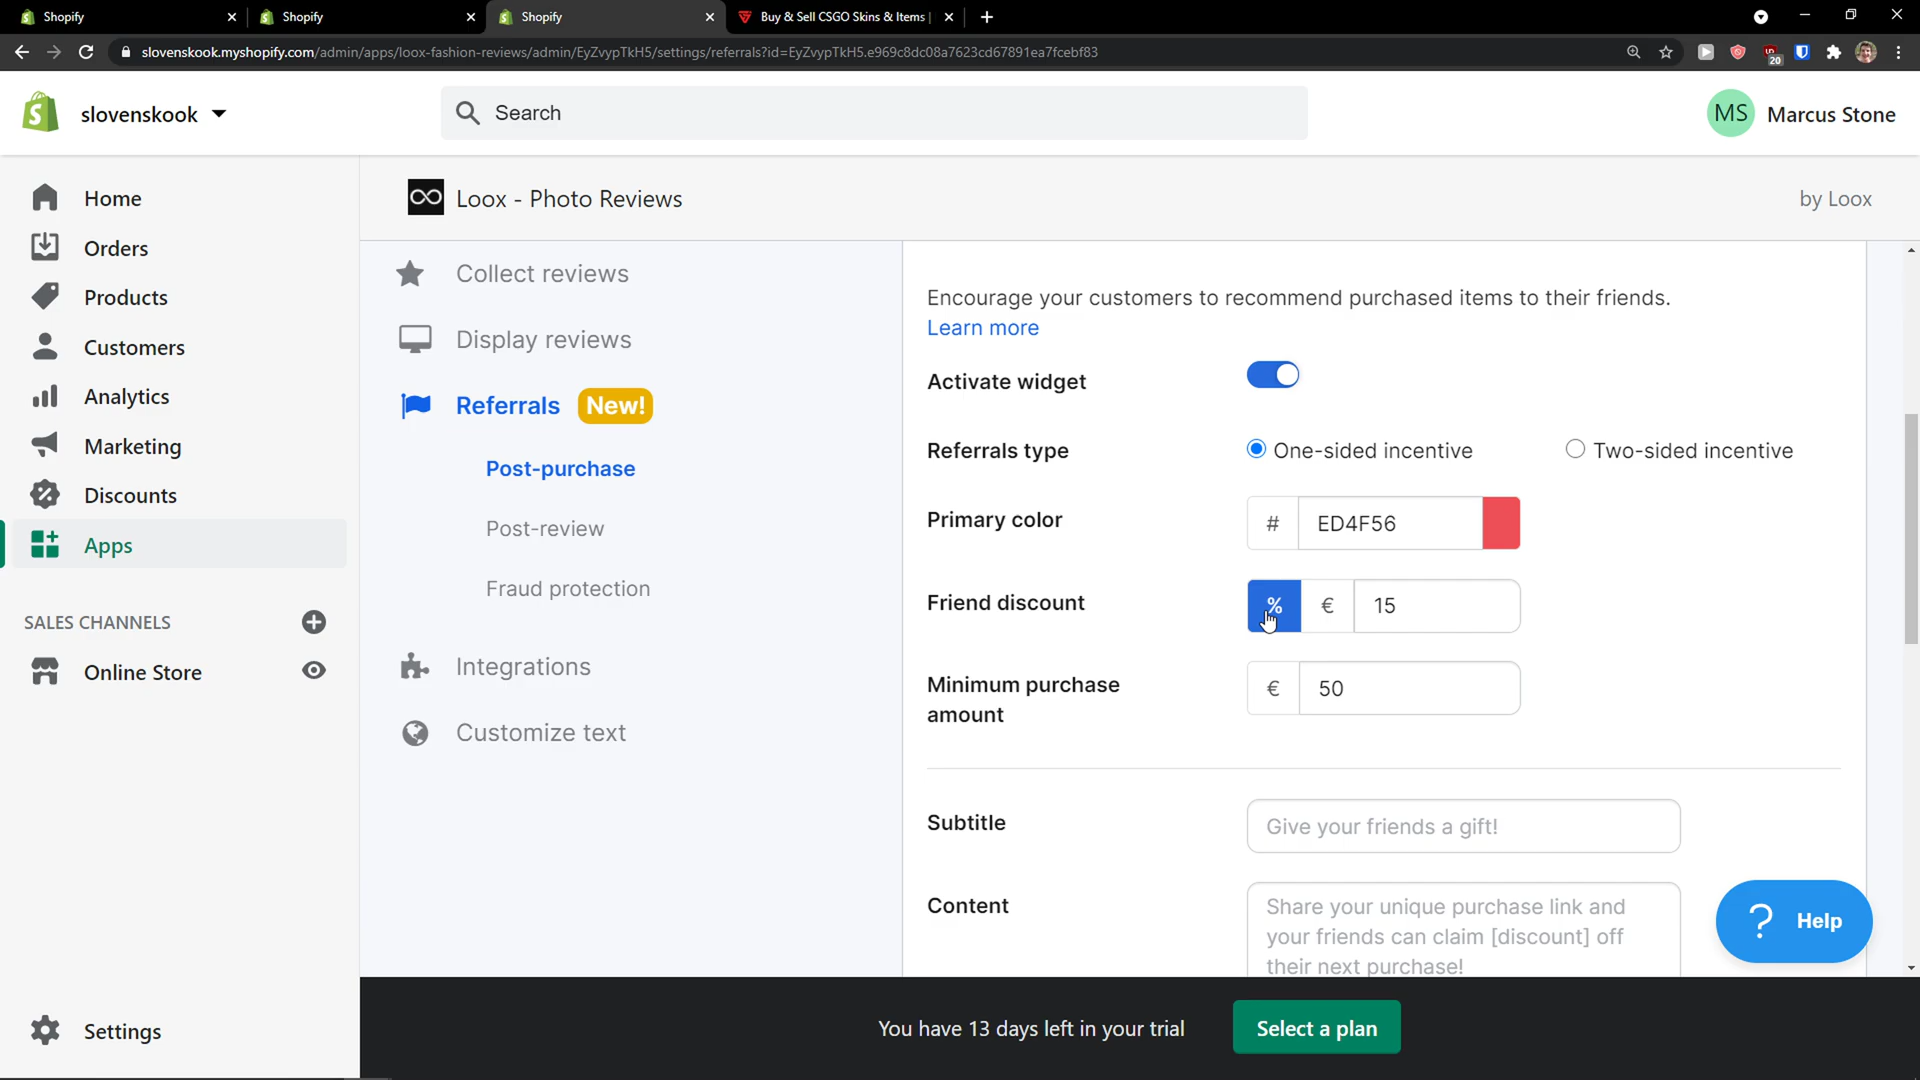 Shopify
Shopify
Shopify
Buy & Sell CSGO Skins & Items |
slovenskook.myshopify.com/admin/apps/loox-fashion-reviews/admin/EyZvypTkH5/settings/referrals?id=EyZvypTkH5.e969c8dc08a7623cd67891ea7fcebf83
20
slovenskook
Search
MS
Marcus Stone
Home
Orders
Products
Customers
Analytics
Marketing
Discounts
Apps
SALES CHANNELS
Online Store
Settings
Loox - Photo Reviews
by Loox
Collect reviews
Display reviews
Referrals New!
Post-purchase
Post-review
Fraud protection
Integrations
Customize text
Encourage your customers to recommend purchased items to their friends.
Learn more
Activate widget
Referrals type
One-sided incentive
Two-sided incentive
Primary color
# ED4F56
Friend discount
% € 15
Minimum purchase
amount
€ 50
Subtitle
Give your friends a gift!
Content
Share your unique purchase link and
your friends can claim [discount] off
their next purchase!
? Help
You have 13 days left in your trial
Select a plan